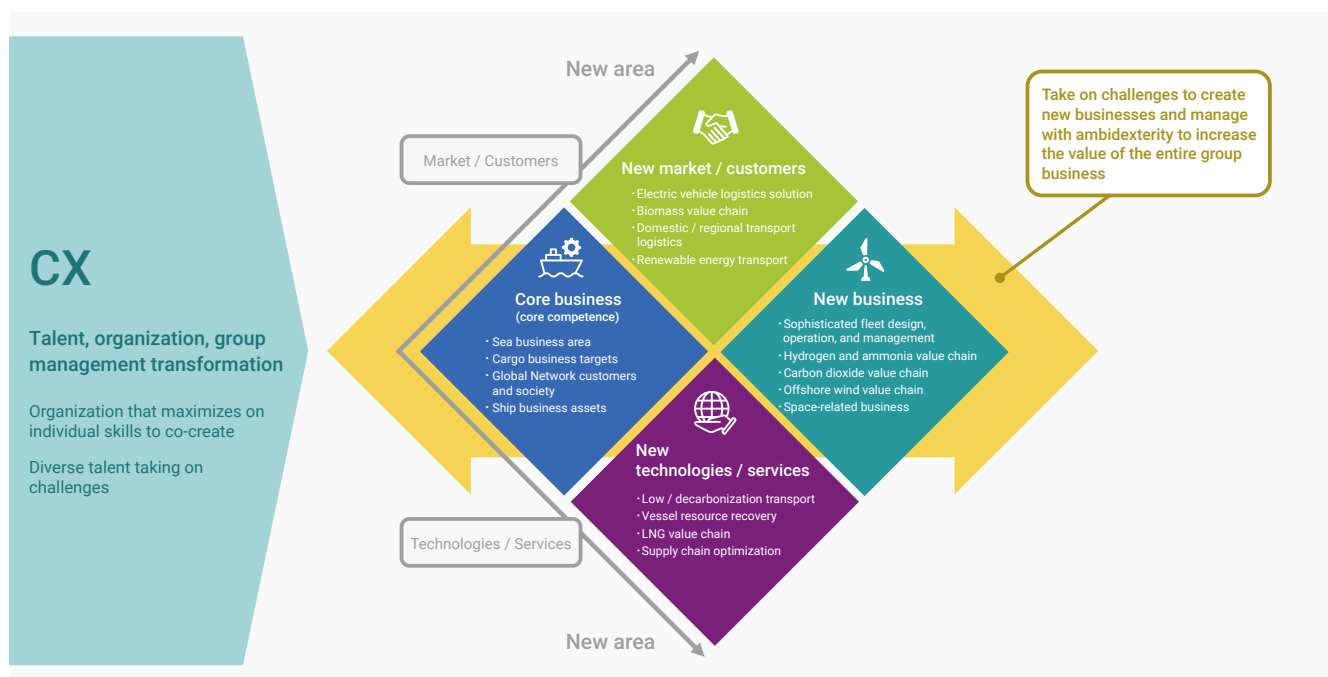 CX
Talent, organization, group
management transformation
Organization that maximizes on
individual skills to co-create
Diverse talent taking on
challenges
New area
Market / Customers
Technologies / Services
New area
New market / customers
・Electric vehicle logistics solution
・Biomass value chain
・Domestic / regional transport
logistics
・Renewable energy transport
Core business
(core competence)
・Sea business area
・Cargo business targets
・Global Network customers
and society
・Ship business assets
New business
・Sophisticated fleet design,
operation, and management
・Hydrogen and ammonia value chain
・Carbon dioxide value chain
・Offshore wind value chain
・Space-related business
New
technologies / services
・Low / decarbonization transport
・Vessel resource recovery
・LNG value chain
・Supply chain optimization
Take on challenges to create
new businesses and manage
with ambidexterity to increase
the value of the entire group
business